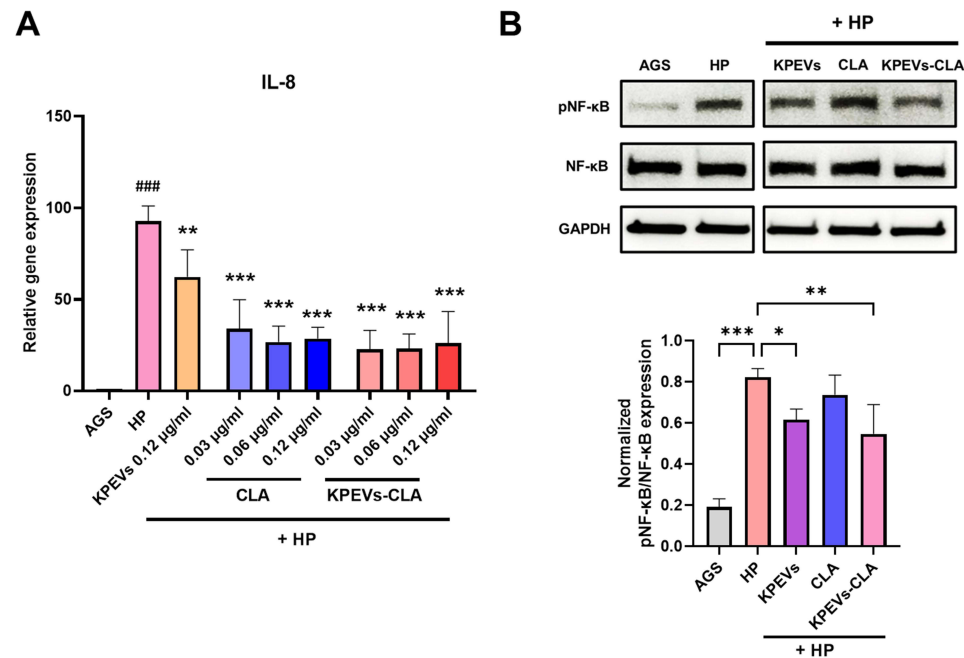 A
IL-8
Relative gene expression
150
100
50
0
###
**
***
***
***
***
***
***
AGS
HP
KPEVs 0.12 µg/ml
0.03 µg/ml
0.06 µg/ml
0.12 µg/ml
0.03 µg/ml
0.06 µg/ml
0.12 µg/ml
CLA
KPEVs-CLA
+ HP
B
+ HP
AGS
HP
KPEVs
CLA
KPEVs-CLA
pNF-κB
NF-κB
GAPDH
**
***
*
Normalized
pNF-κB/NF-κB expression
1.0
0.8
0.6
0.4
0.2
0.0
AGS
HP
KPEVs
CLA
KPEVs-CLA
+ HP